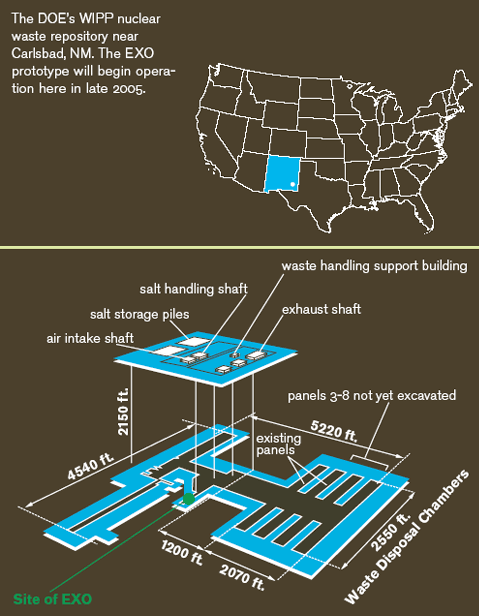 The DOE's WIPP nuclear
waste repository near
Carlsbad, NM. The EXO
prototype will begin opera-
tion here in late 2005.
waste handling support building
salt handling shaft
exhaust shaft
salt storage piles
air intake shaft
panels 3-8 not yet excavated
2150 ft.
5220 ft.
existing
panels
4540 ft.
Waste Disposal Chambers
2550 ft.
1200 ft.
2070 ft.
Site of EXO